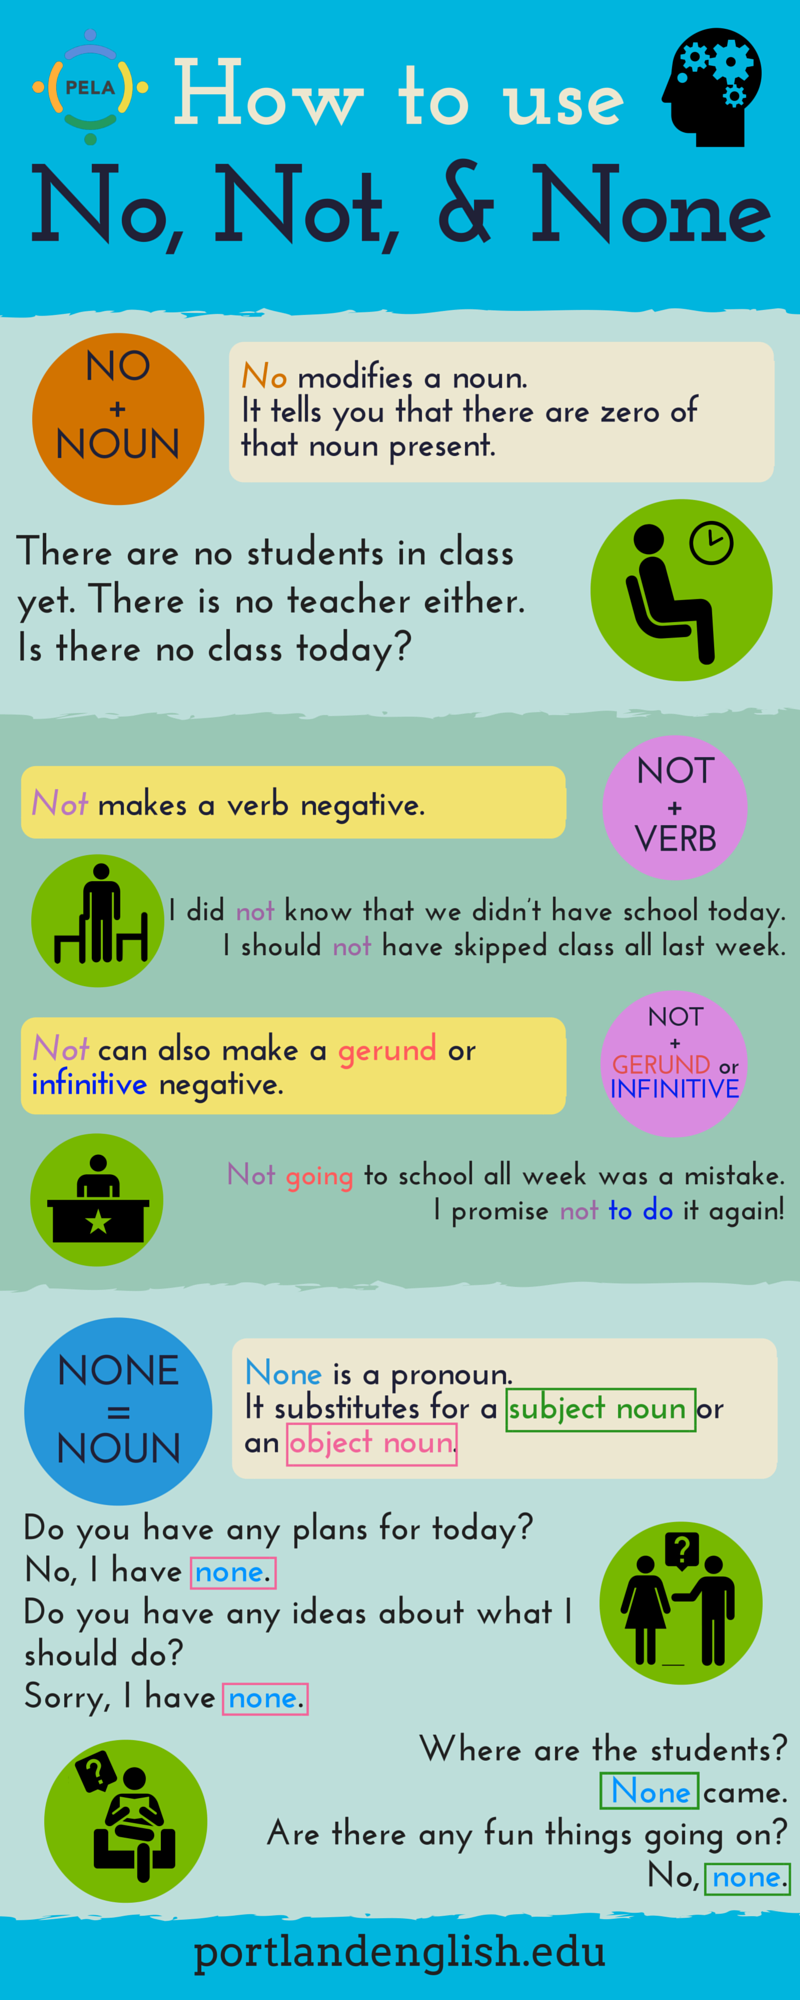 PELA
How to use
No, Not, & None
NO
+
NOUN
No modifies a noun.
It tells you that there are zero of
that noun present.
There are no students in class
yet. There is no teacher either.
Is there no class today?
Not makes a verb negative.
NOT
+
VERB
I did not know that we didn't have school today.
I should not have skipped class all last week.
Not can also make a gerund or
infinitive negative.
NOT
+
GERUND or
INFINITIVE
Not going to school all week was a mistake.
I promise not to do it again!
NONE
=
NOUN
None is a pronoun.
It substitutes for a subject noun or
an object noun.
Do you have any plans for today?
No, I have none.
Do you have any ideas about what I
should do?
Sorry, I have none.
?
?
Where are the students?
None came.
Are there any fun things going on?
No, none.
portlandenglish.edu